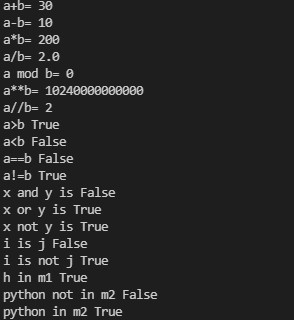 a+b= 30
a-b= 10
a*b= 200
a/b= 2.0
a mod b= 0
a**b= 10240000000000
a//b= 2
a>b True
a<b False
a==b False
a!=b True
x and y is False
x or y is True
x not y is True
i is j False
i is not j True
h in m1 True
python not in m2 False
python in m2 True